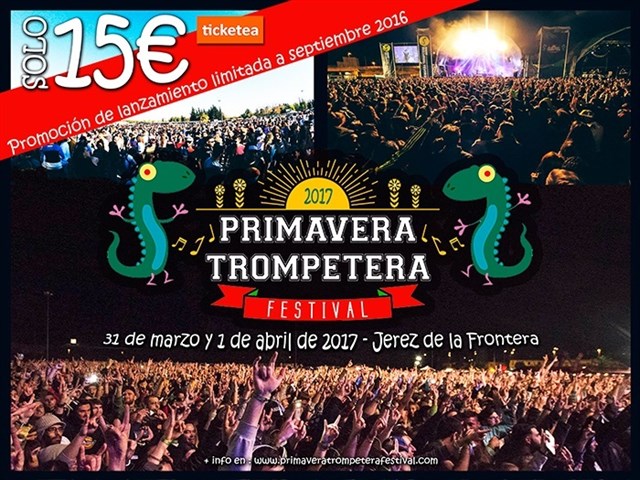 SOLO 15€
ticketea
Promoción de lanzamiento limitada a septiembre 2016
2017
PRIMAVERA
TROMPETERA
FESTIVAL
31 de marzo y 1 de abril de 2017 - Jerez de la Frontera
+ info en : www.primaveratrompeterafestival.com